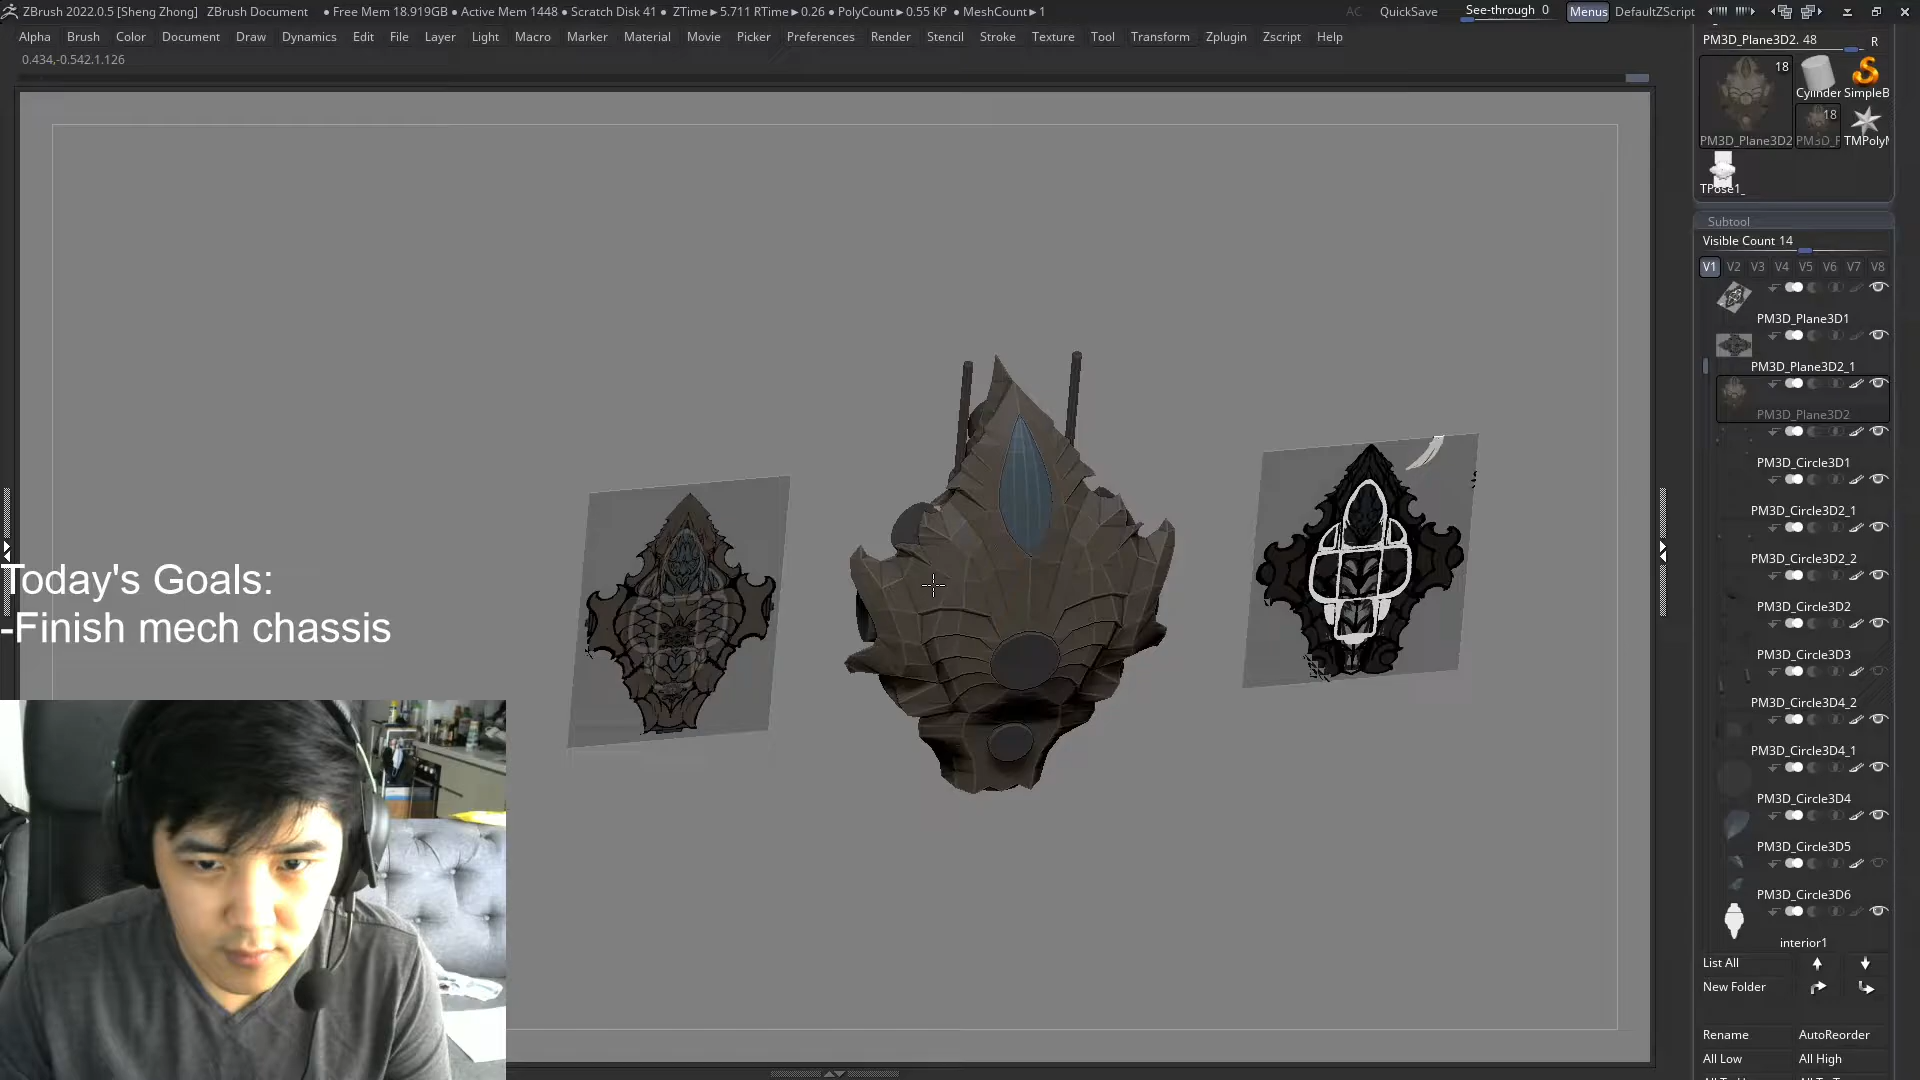 ZBrush 2022.0.5 [Sheng Zhong] ZBrush Document ● Free Mem 18.919GB ● Active Mem 1448 ● Scratch Disk 41 ● ZTime►5.711 RTime►0.26 ● PolyCount►0.55 KP ● MeshCount►1 AC QuickSave See-through 0 Menus DefaultZScript
Alpha Brush Color Document Draw Dynamics Edit File Layer Light Macro Marker Material Movie Picker Preferences Render Stencil Stroke Texture Tool Transform Zplugin Zscript Help
0.434,-0.542,1.126
PM3D_Plane3D2. 48 R
18
Cylinder SimpleB
18
PM3D_Plane3D2 PM3D_P TMPolyM
TPose1_
Subtool
Visible Count 14
V1 V2 V3 V4 V5 V6 V7 V8
PM3D_Plane3D1
PM3D_Plane3D2_1
PM3D_Plane3D2
PM3D_Circle3D1
PM3D_Circle3D2_1
PM3D_Circle3D2_2
PM3D_Circle3D2
PM3D_Circle3D3
PM3D_Circle3D4_2
PM3D_Circle3D4_1
PM3D_Circle3D4
PM3D_Circle3D5
PM3D_Circle3D6
interior1
List All
New Folder
Rename AutoReorder
All Low All High
Today's Goals:
-Finish mech chassis